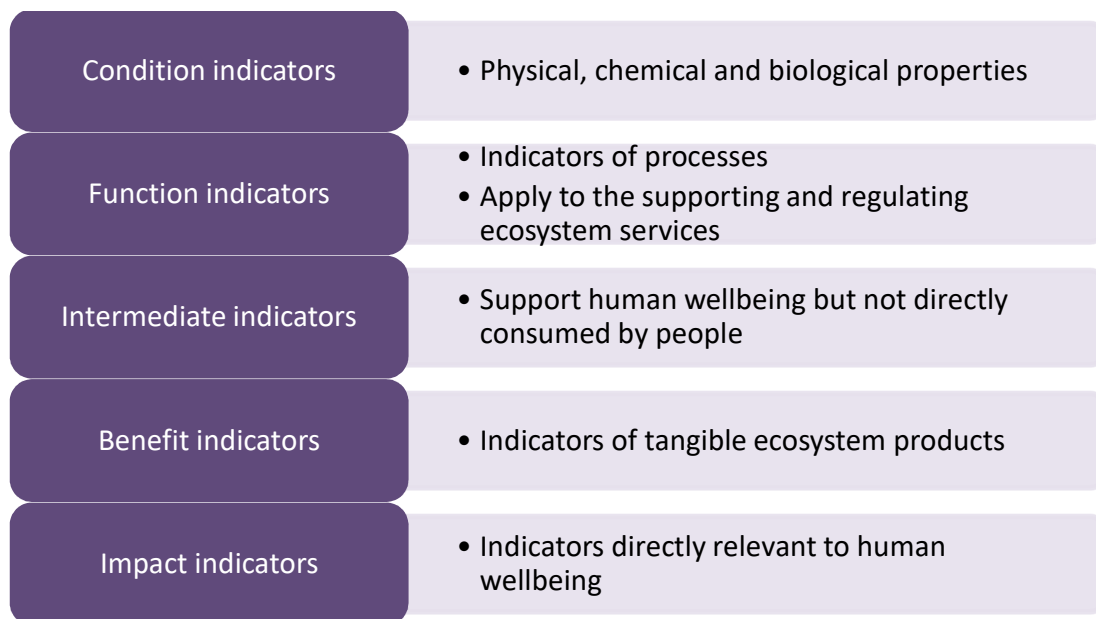 Condition indicators
• Physical, chemical and biological properties
Function indicators
• Indicators of processes
• Apply to the supporting and regulating
ecosystem services
Intermediate indicators
• Support human wellbeing but not directly
consumed by people
Benefit indicators
• Indicators of tangible ecosystem products
Impact indicators
• Indicators directly relevant to human
wellbeing